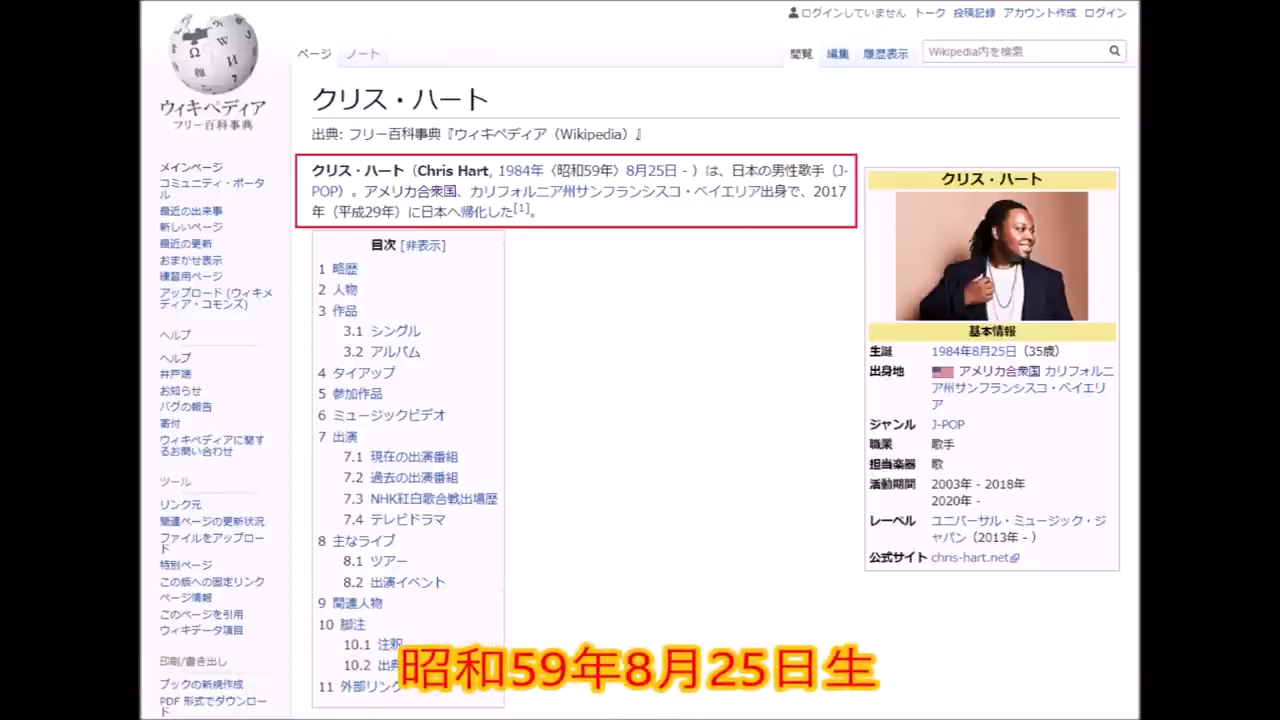 ログインしていません トーク 投稿記録 アカウント作成 ログイン
ページ ノート 閲覧 編集 履歴表示 Wikipedia内を検索
ウィキペディア
フリー百科事典
クリス・ハート
出典: フリー百科事典『ウィキペディア（Wikipedia）』
クリス・ハート（Chris Hart, 1984年〈昭和59年〉8月25日 - ）は、日本の男性歌手（J-
POP）。アメリカ合衆国、カリフォルニア州サンフランシスコ・ベイエリア出身で、2017
年（平成29年）に日本へ帰化した[1]。
目次 [非表示]
1 略歴
2 人物
3 作品
3.1 シングル
3.2 アルバム
4 タイアップ
5 参加作品
6 ミュージックビデオ
7 出演
7.1 現在の出演番組
7.2 過去の出演番組
7.3 NHK紅白歌合戦出場歴
7.4 テレビドラマ
8 主なライブ
8.1 ツアー
8.2 出演イベント
9 関連人物
10 脚注
10.1 注釈
10.2 出典
11 外部リンク
メインページ
コミュニティ・ポータ
ル
最近の出来事
新しいページ
最近の更新
おまかせ表示
練習用ページ
アップロード (ウィキメ
ディア・コモンズ)
ヘルプ
ヘルプ
井戸端
お知らせ
バグの報告
寄付
ウィキペディアに関す
るお問い合わせ
ツール
リンク元
関連ページの更新状況
ファイルをアップロー
ド
特別ページ
この版への固定リンク
ページ情報
このページを引用
ウィキデータ項目
印刷/書き出し
ブックの新規作成
PDF 形式でダウンロー
ド
クリス・ハート
基本情報
生誕 1984年8月25日（35歳）
出身地 アメリカ合衆国 カリフォルニ
ア州サンフランシスコ・ベイエリ
ア
ジャンル J-POP
職業 歌手
担当楽器 歌
活動期間 2003年 - 2018年
2020年 -
レーベル ユニバーサル・ミュージック・ジ
ャパン（2013年 - ）
公式サイト chris-hart.net
昭和59年8月25日生